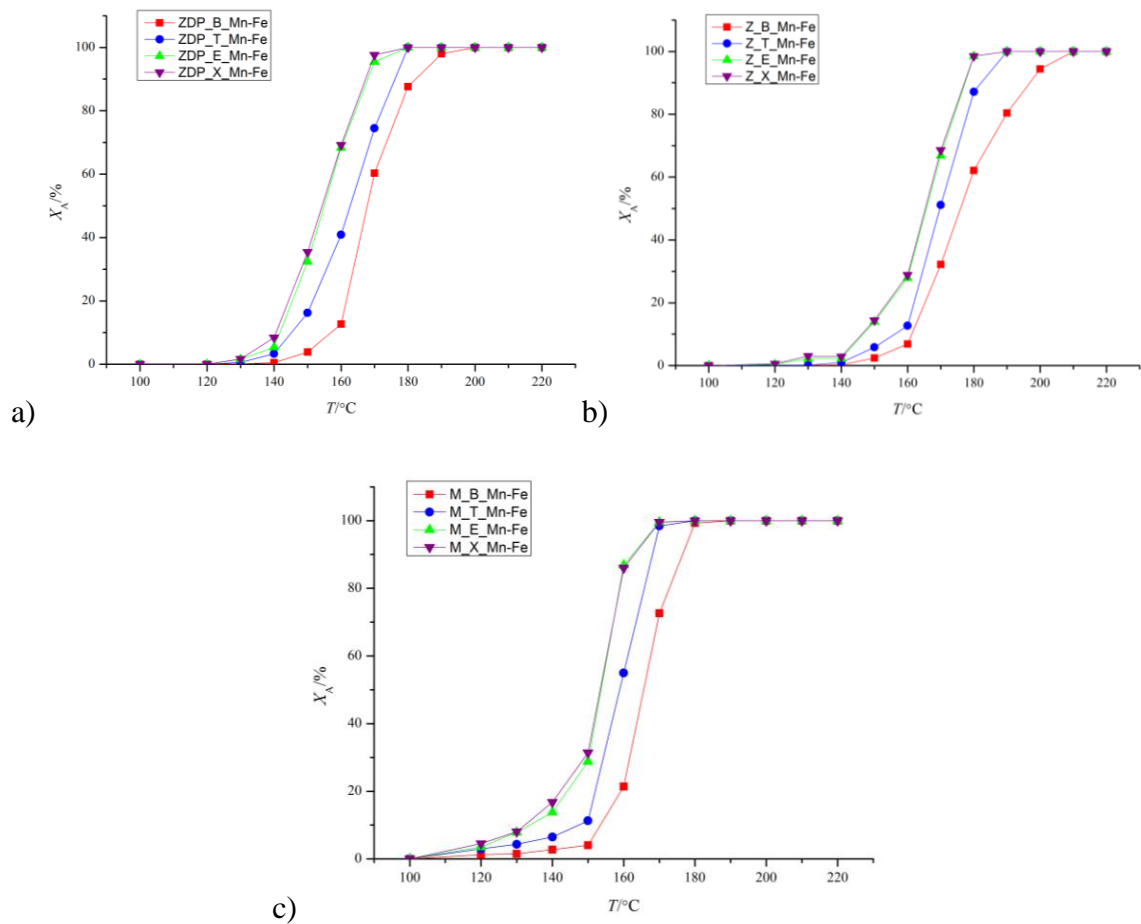 ZDP_B_Mn-Fe
ZDP_T_Mn-Fe
ZDP_E_Mn-Fe
ZDP_X_Mn-Fe
100
80
60
40
20
0
X_A/%
100 120 140 160 180 200 220
T/°C
a)
Z_B_Mn-Fe
Z_T_Mn-Fe
Z_E_Mn-Fe
Z_X_Mn-Fe
100
80
60
40
20
0
X_A/%
100 120 140 160 180 200 220
T/°C
b)
M_B_Mn-Fe
M_T_Mn-Fe
M_E_Mn-Fe
M_X_Mn-Fe
100
80
60
40
20
0
X_A/%
100 120 140 160 180 200 220
T/°C
c)